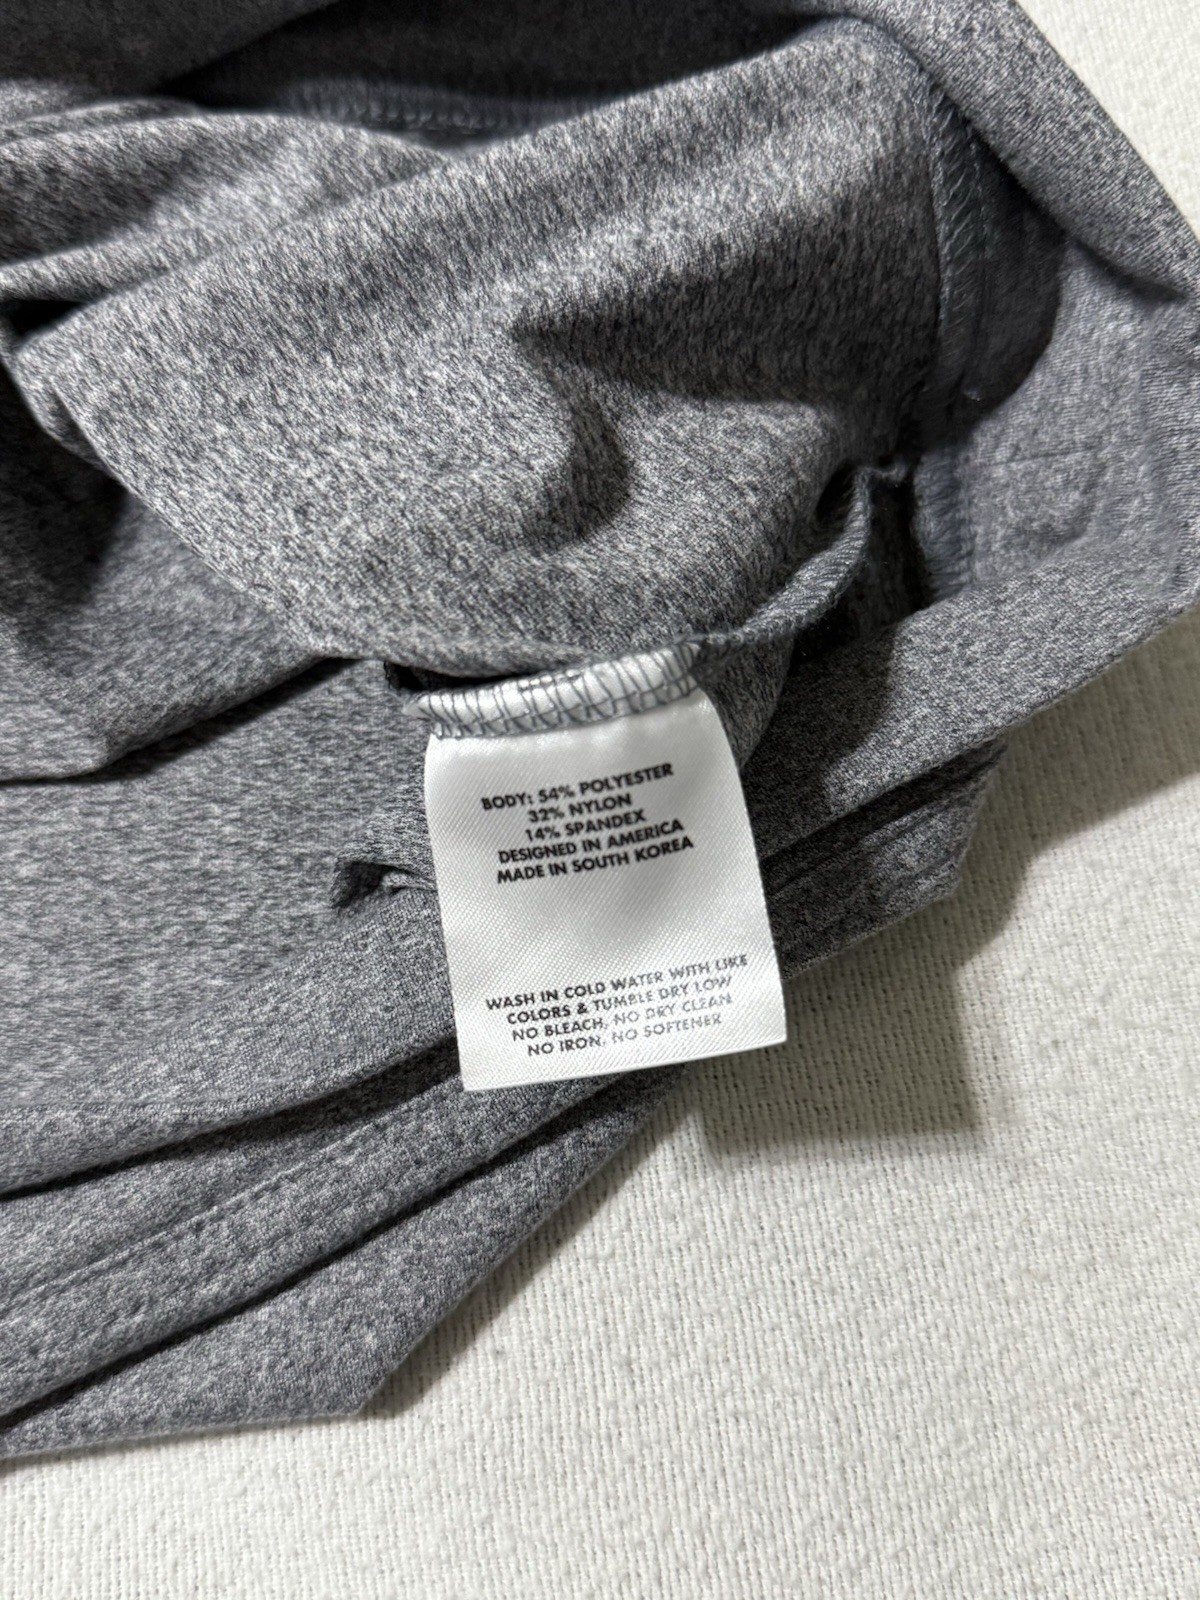 BODY: 54% POLYESTER
32% NYLON
14% SPANDEX
DESIGNED IN AMERICA
MADE IN SOUTH KOREA
WASH IN COLD WATER WITH LIKE
COLORS & TUMBLE DRY LOW
NO BLEACH, NO DRY CLEAN
NO IRON, NO SOFTENER